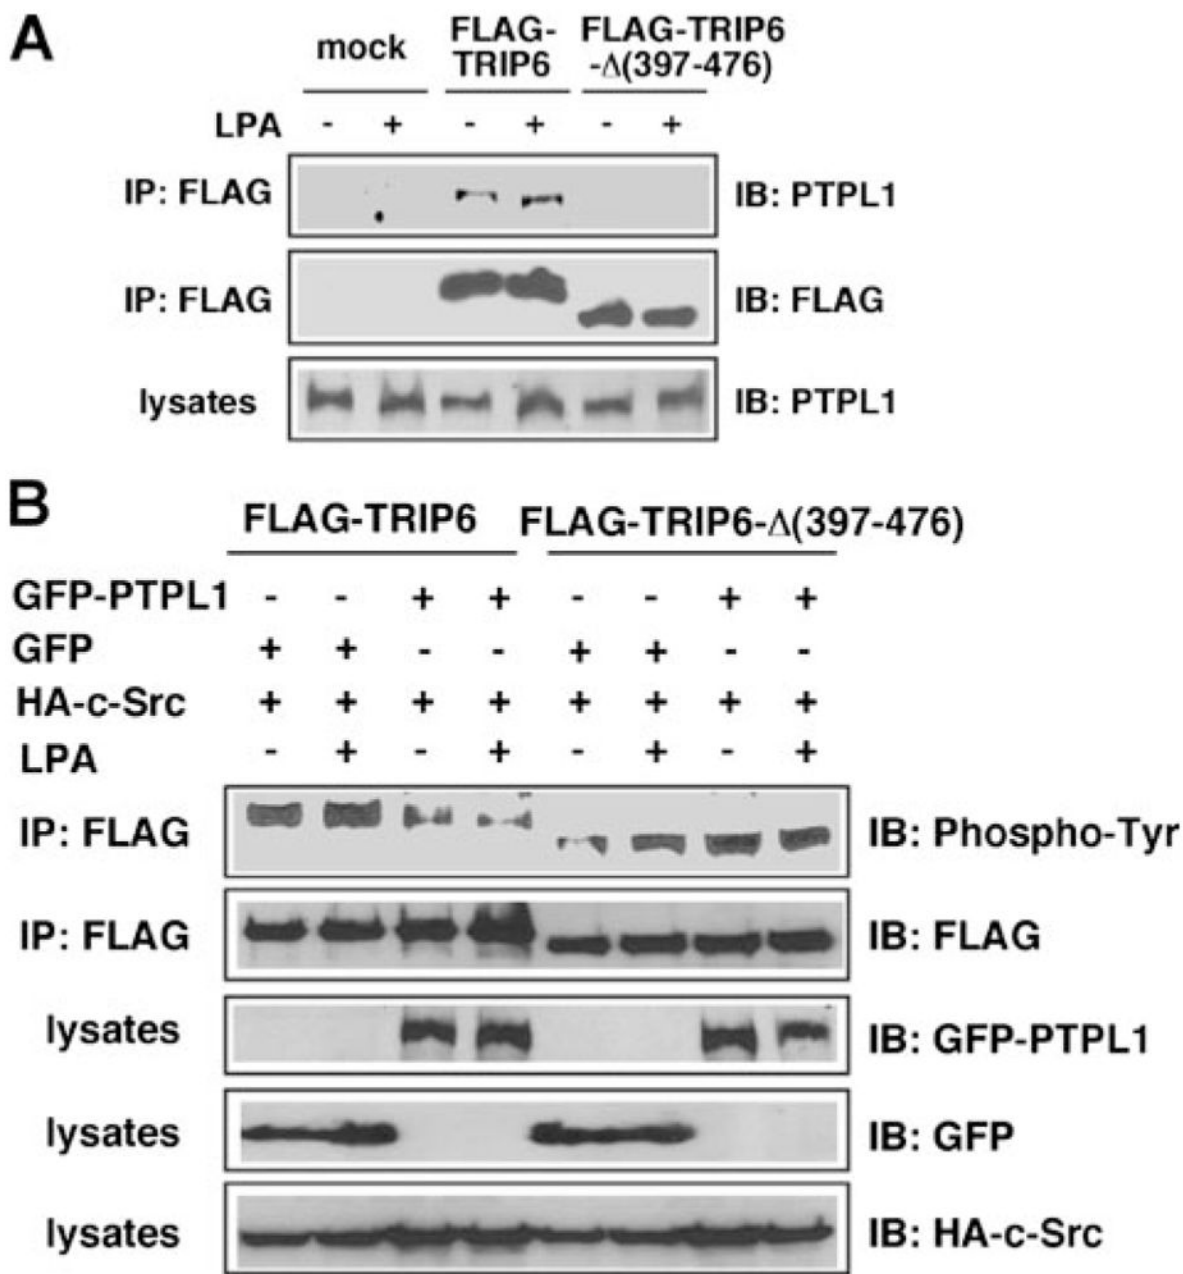 A
mock
FLAG-
TRIP6
FLAG-TRIP6
-Δ(397-476)
LPA - + - + - +
IP: FLAG IB: PTPL1
IP: FLAG IB: FLAG
lysates IB: PTPL1
B
FLAG-TRIP6 FLAG-TRIP6-Δ(397-476)
GFP-PTPL1 - - + + - - + +
GFP + + - - + + - -
HA-c-Src + + + + + + + +
LPA - + - + - + - +
IP: FLAG IB: Phospho-Tyr
IP: FLAG IB: FLAG
lysates IB: GFP-PTPL1
lysates IB: GFP
lysates IB: HA-c-Src